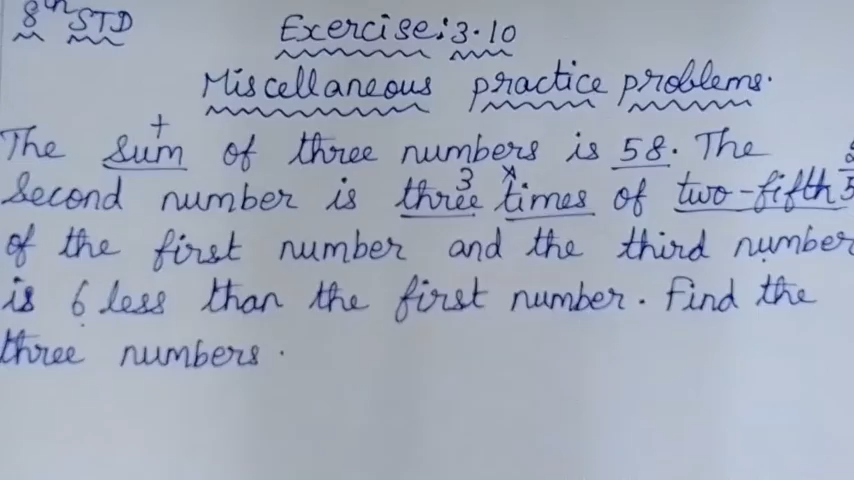 8th STD
Exercise: 3.10
Miscellaneous practice problems.
+
The sum of three numbers is 58. The
3 ×
Second number is three times of two-fifth 5
of the first number and the third number
is 6 less than the first number. Find the
three numbers.